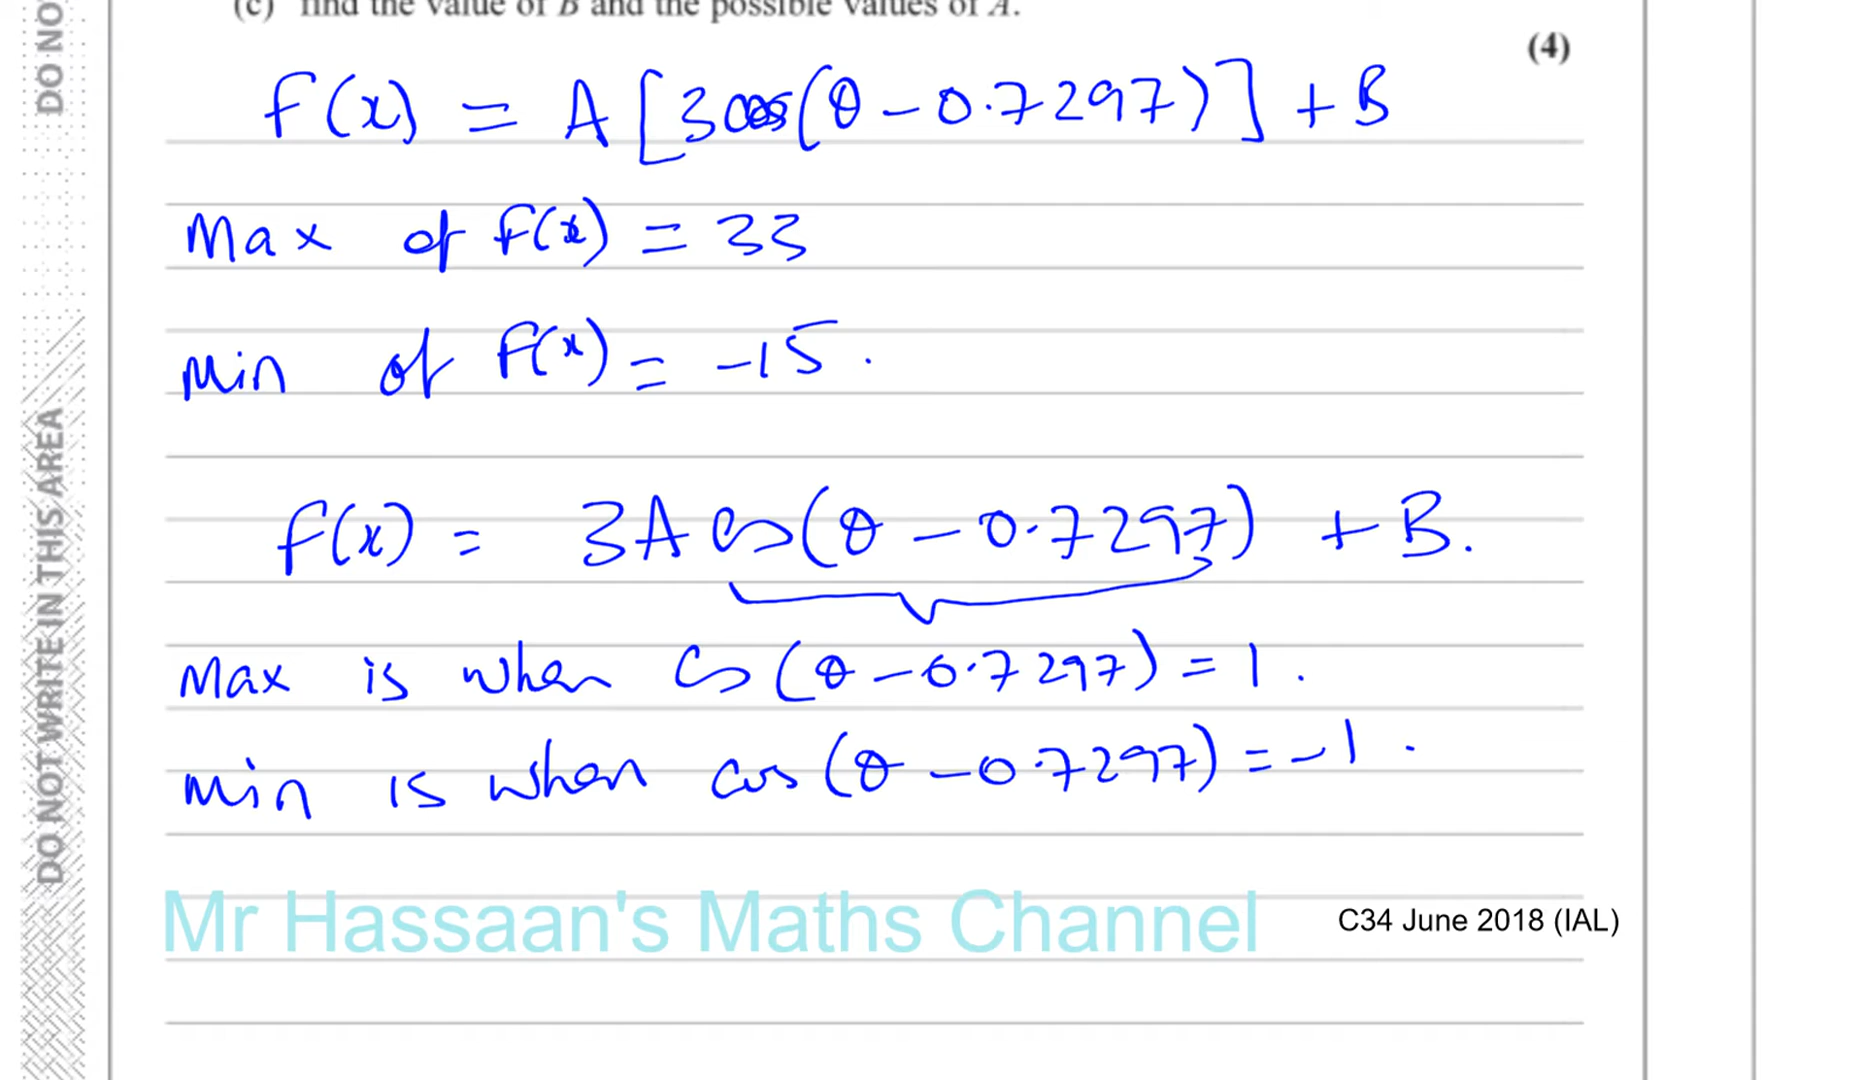 (c) find the value of B and the possible values of A.
(4)
f(x) = A[3cos(θ - 0.7297)] + B
Max of f(x) = 33
Min of f(x) = -15.
f(x) = 3A cos(θ - 0.7297) + B.
Max is when cos(θ - 0.7297) = 1.
Min is when cos(θ - 0.7297) = -1.
Mr Hassaan's Maths Channel
C34 June 2018 (IAL)
DO NO
DO NOT WRITE IN THIS AREA